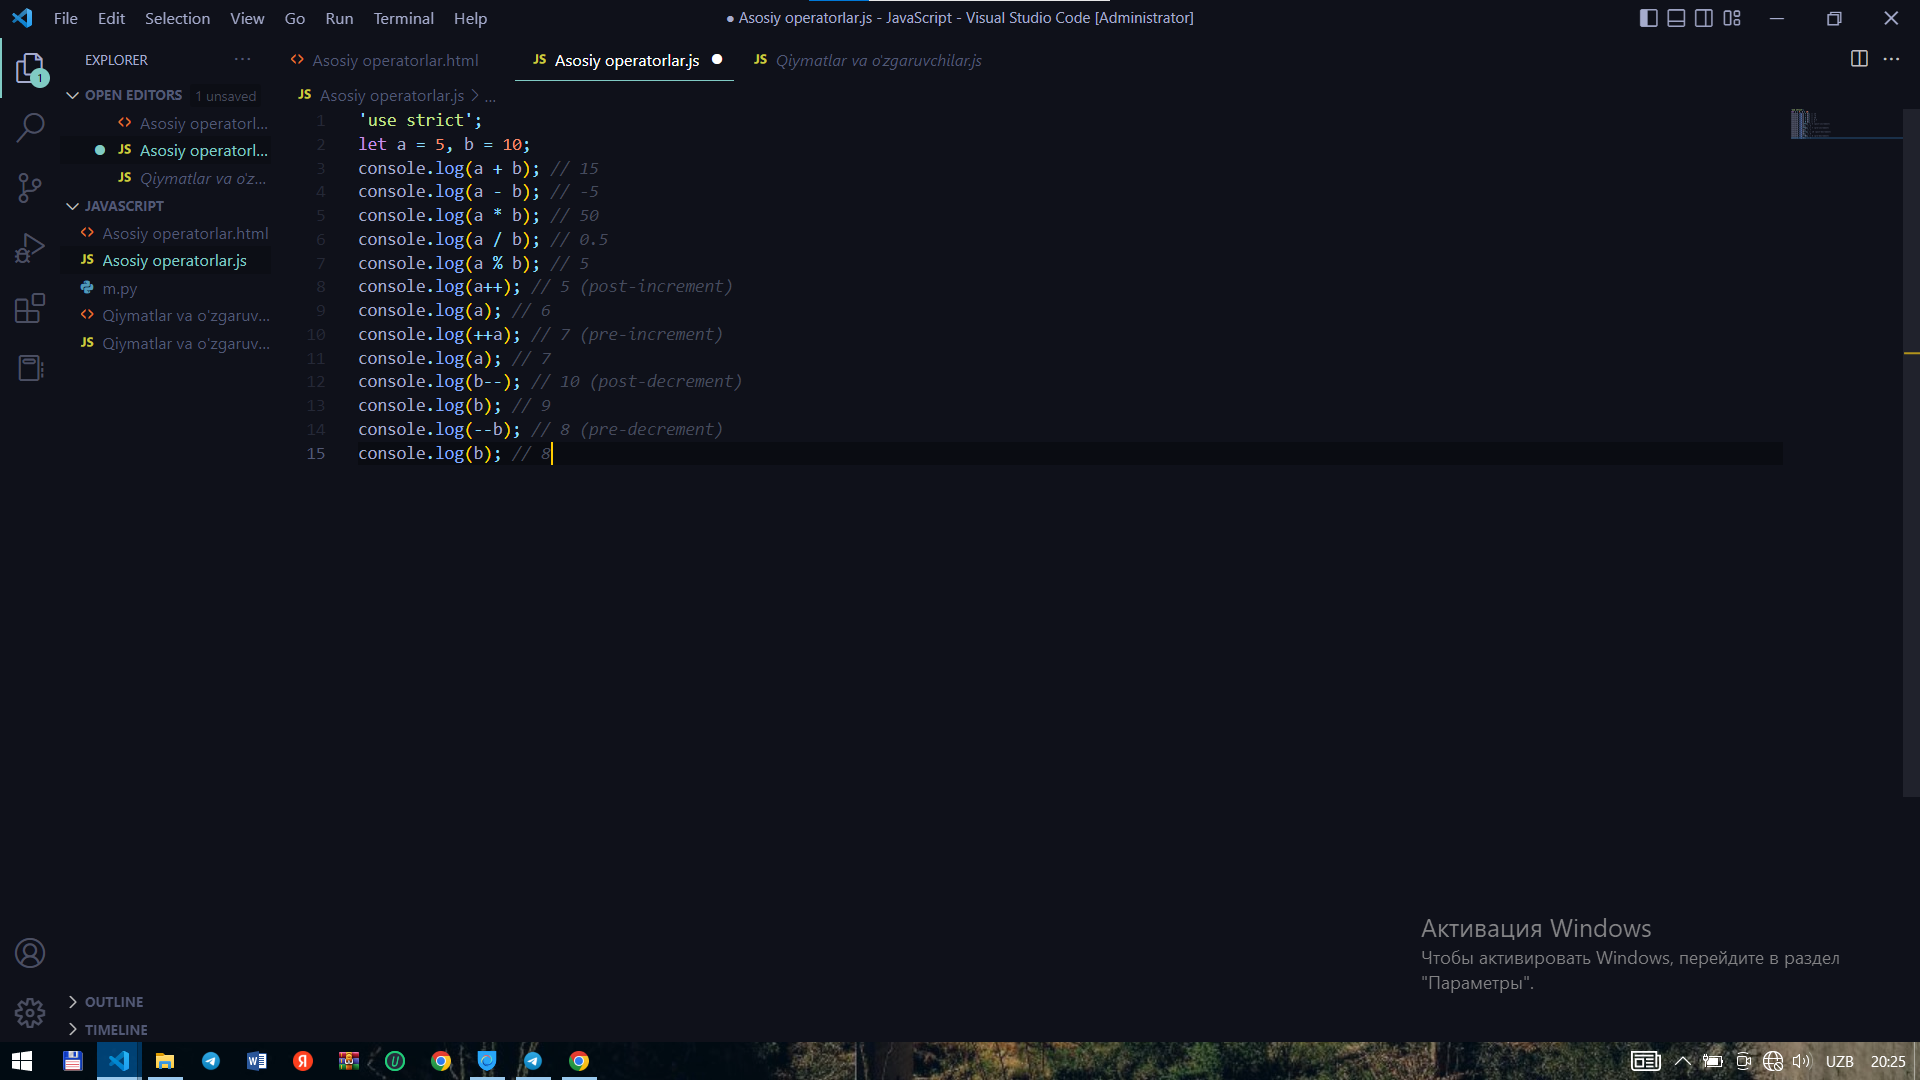 File Edit Selection View Go Run Terminal Help
● Asosiy operatorlar.js - JavaScript - Visual Studio Code [Administrator]
EXPLORER
1
OPEN EDITORS 1 unsaved
<> Asosiy operatorl...
JS Asosiy operatorl...
JS Qiymatlar va o'z...
JAVASCRIPT
<> Asosiy operatorlar.html
JS Asosiy operatorlar.js
m.py
<> Qiymatlar va o'zgaruv...
JS Qiymatlar va o'zgaruv...
OUTLINE
TIMELINE
<> Asosiy operatorlar.html JS Asosiy operatorlar.js ● JS Qiymatlar va o'zgaruvchilar.js
JS Asosiy operatorlar.js > ...
1 'use strict';
2 let a = 5, b = 10;
3 console.log(a + b); // 15
4 console.log(a - b); // -5
5 console.log(a * b); // 50
6 console.log(a / b); // 0.5
7 console.log(a % b); // 5
8 console.log(a++); // 5 (post-increment)
9 console.log(a); // 6
10 console.log(++a); // 7 (pre-increment)
11 console.log(a); // 7
12 console.log(b--); // 10 (post-decrement)
13 console.log(b); // 9
14 console.log(--b); // 8 (pre-decrement)
15 console.log(b); // 8
Активация Windows
Чтобы активировать Windows, перейдите в раздел
"Параметры".
UZB 20:25